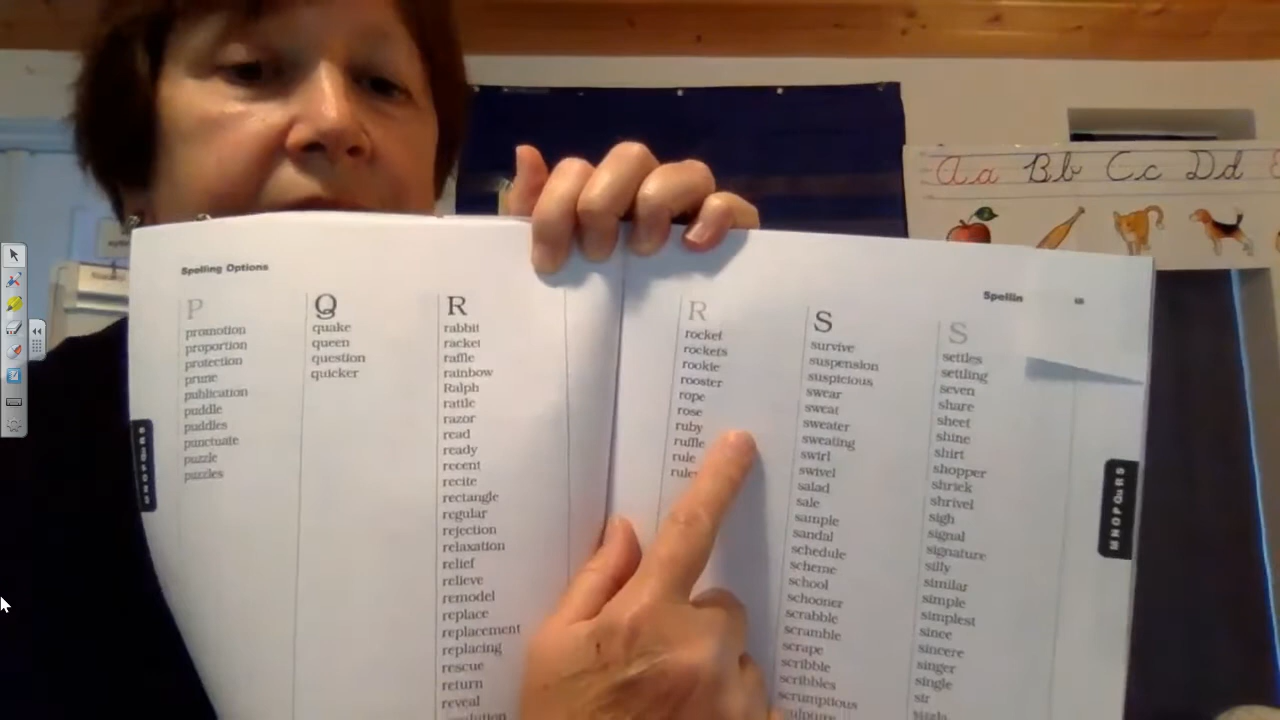 Aa Bb Cc Dd
Spelling Options
P
promotion
proportion
protection
prune
publication
puddle
puddles
punctuate
puzzle
puzzles
Q
quake
queen
question
quicker
R
rabbit
racket
raffle
rainbow
Ralph
rattle
razor
read
ready
recent
recite
rectangle
regular
rejection
relaxation
relief
relieve
remodel
replace
replacement
replacing
rescue
return
reveal
Spellin
R
rocket
rockets
rookie
rooster
rope
rose
ruby
ruffle
rule
rules
S
survive
suspension
suspicious
swear
sweat
sweater
sweating
swirl
swivel
salad
sale
sample
sandal
schedule
scheme
school
schooner
scrabble
scramble
scrape
scribble
scribbles
scrumptious
S
settles
settling
seven
share
sheet
shine
shirt
shopper
shriek
shrivel
sigh
signal
signature
silly
similar
simple
simplest
since
sincere
singer
single
sir
M N O P Q R S